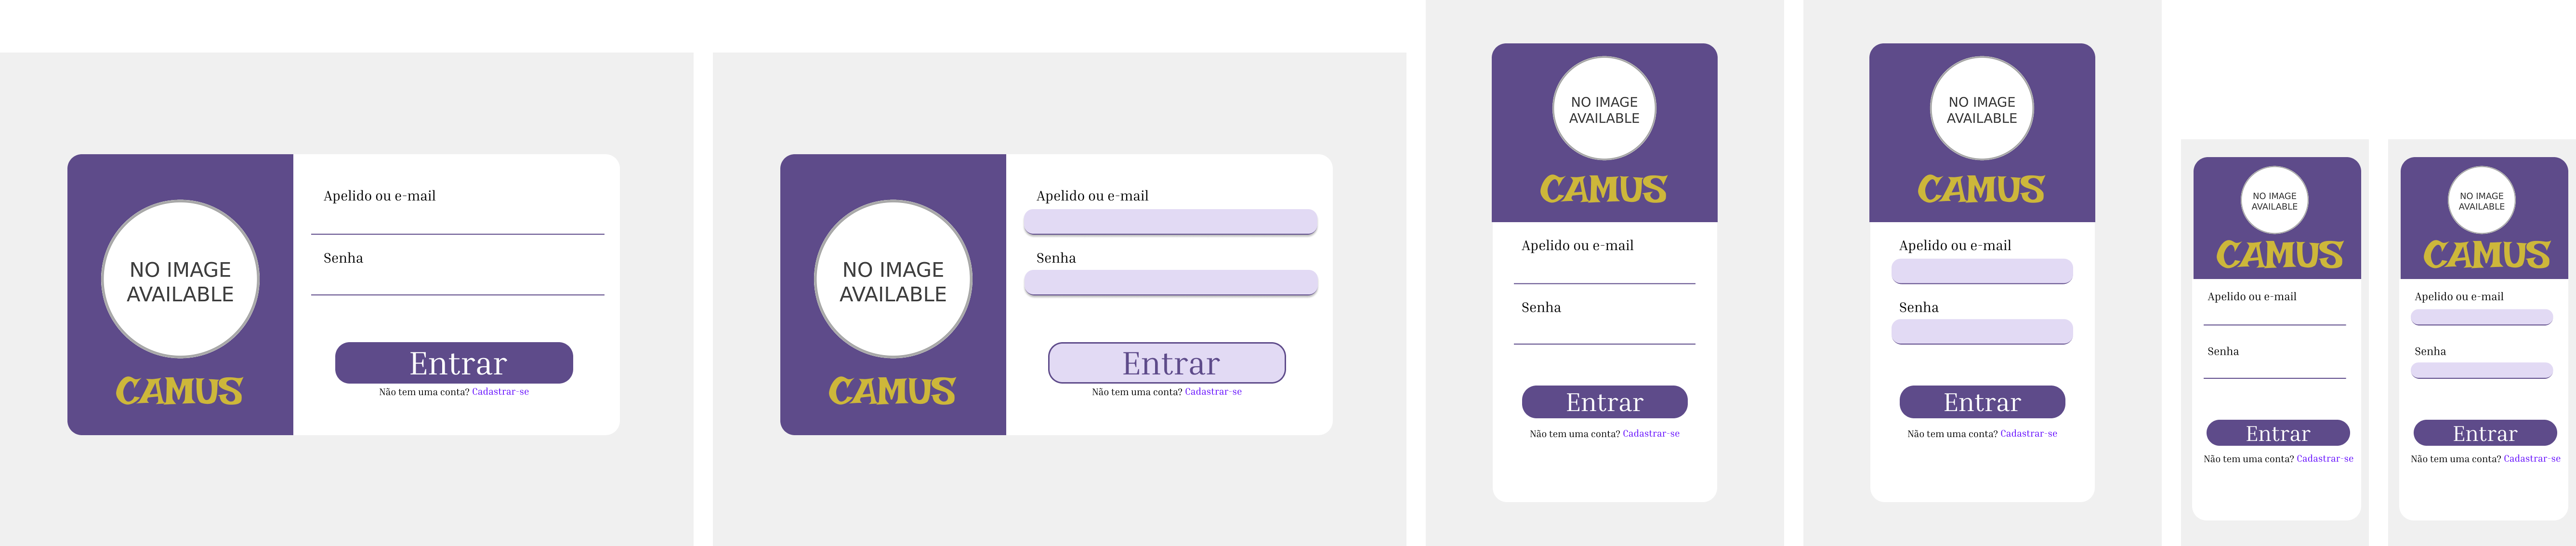 NO IMAGE
AVAILABLE
CAMUS
Apelido ou e-mail
Senha
Entrar
Não tem uma conta? Cadastrar-se
NO IMAGE
AVAILABLE
CAMUS
Apelido ou e-mail
Senha
Entrar
Não tem uma conta? Cadastrar-se
NO IMAGE
AVAILABLE
CAMUS
Apelido ou e-mail
Senha
Entrar
Não tem uma conta? Cadastrar-se
NO IMAGE
AVAILABLE
CAMUS
Apelido ou e-mail
Senha
Entrar
Não tem uma conta? Cadastrar-se
NO IMAGE
AVAILABLE
CAMUS
Apelido ou e-mail
Senha
Entrar
Não tem uma conta? Cadastrar-se
NO IMAGE
AVAILABLE
CAMUS
Apelido ou e-mail
Senha
Entrar
Não tem uma conta? Cadastrar-se